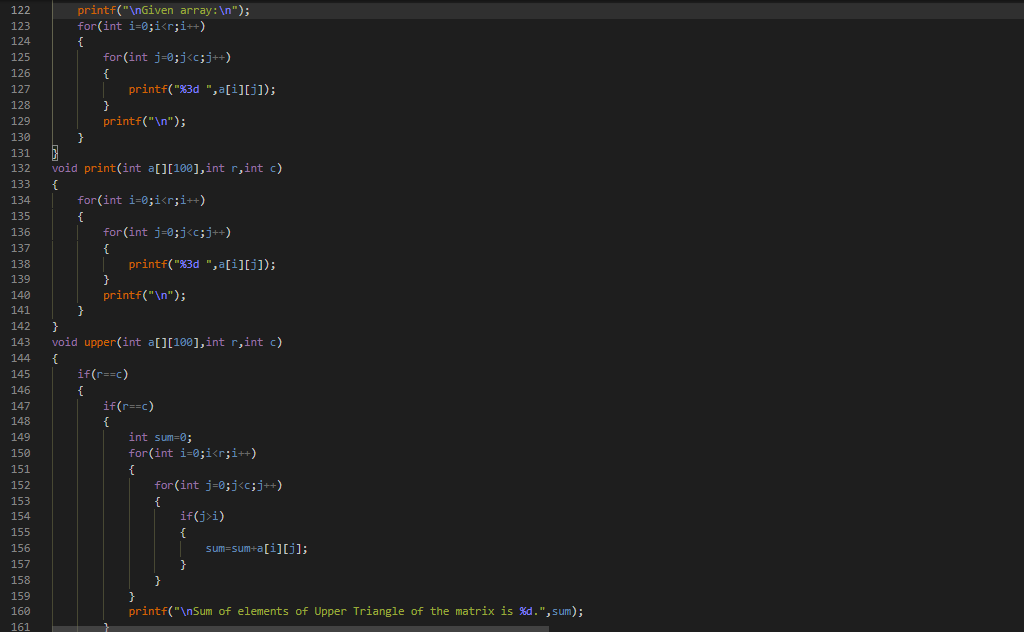 122 printf("\nGiven array:\n");
123 for(int i=0;i<r;i++)
124 {
125 for(int j=0;j<c;j++)
126 {
127 printf("%3d ",a[i][j]);
128 }
129 printf("\n");
130 }
131 }
132 void print(int a[][100],int r,int c)
133 {
134 for(int i=0;i<r;i++)
135 {
136 for(int j=0;j<c;j++)
137 {
138 printf("%3d ",a[i][j]);
139 }
140 printf("\n");
141 }
142 }
143 void upper(int a[][100],int r,int c)
144 {
145 if(r==c)
146 {
147 if(r==c)
148 {
149 int sum=0;
150 for(int i=0;i<r;i++)
151 {
152 for(int j=0;j<c;j++)
153 {
154 if(j>i)
155 {
156 sum=sum+a[i][j];
157 }
158 }
159 }
160 printf("\nSum of elements of Upper Triangle of the matrix is %d.",sum);
161 }